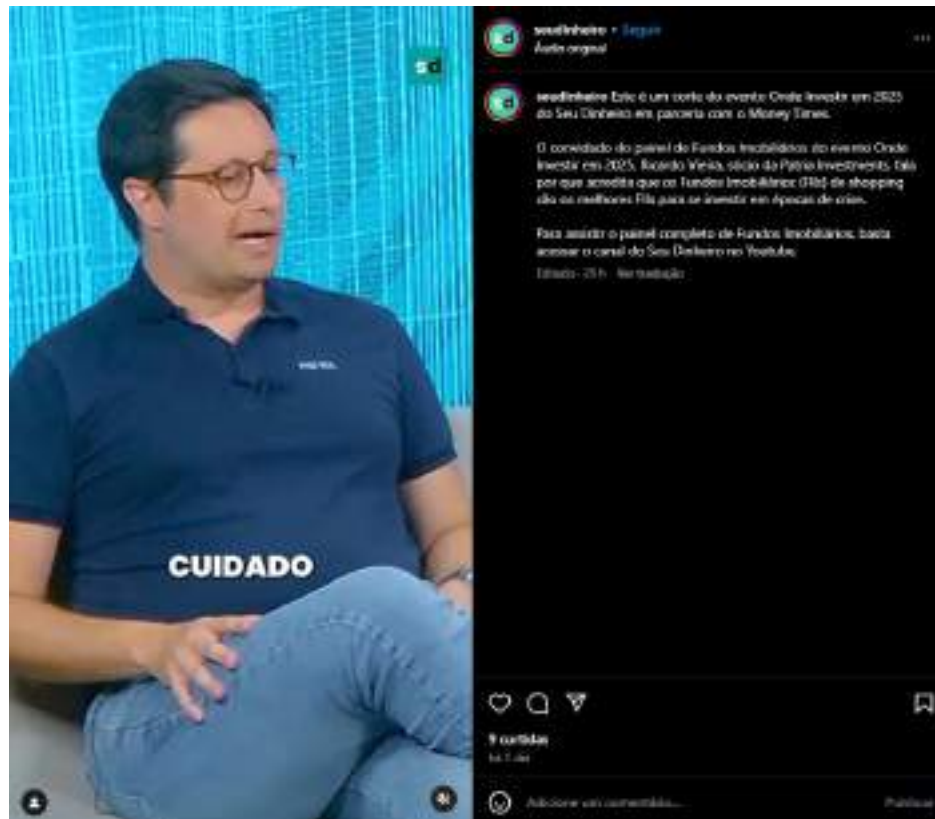 sd
CUIDADO
seudinheiro • Seguir
Áudio original
seudinheiro Este é um corte do evento Onde Investir em 2025
do Seu Dinheiro em parceria com o Money Times.
O convidado do painel de Fundos Imobiliários do evento Onde
Investir em 2025, Ricardo Vieira, sócio da Patria Investments, fala
por que acredita que os Fundos Imobiliários (FIIs) de shopping
são os melhores FIIs para se investir em épocas de crise.
Para assistir o painel completo de Fundos Imobiliários, basta
acessar o canal do Seu Dinheiro no Youtube.
Editado · 25 h Ver tradução
9 curtidas
há 1 dia
Adicione um comentário...
Publicar